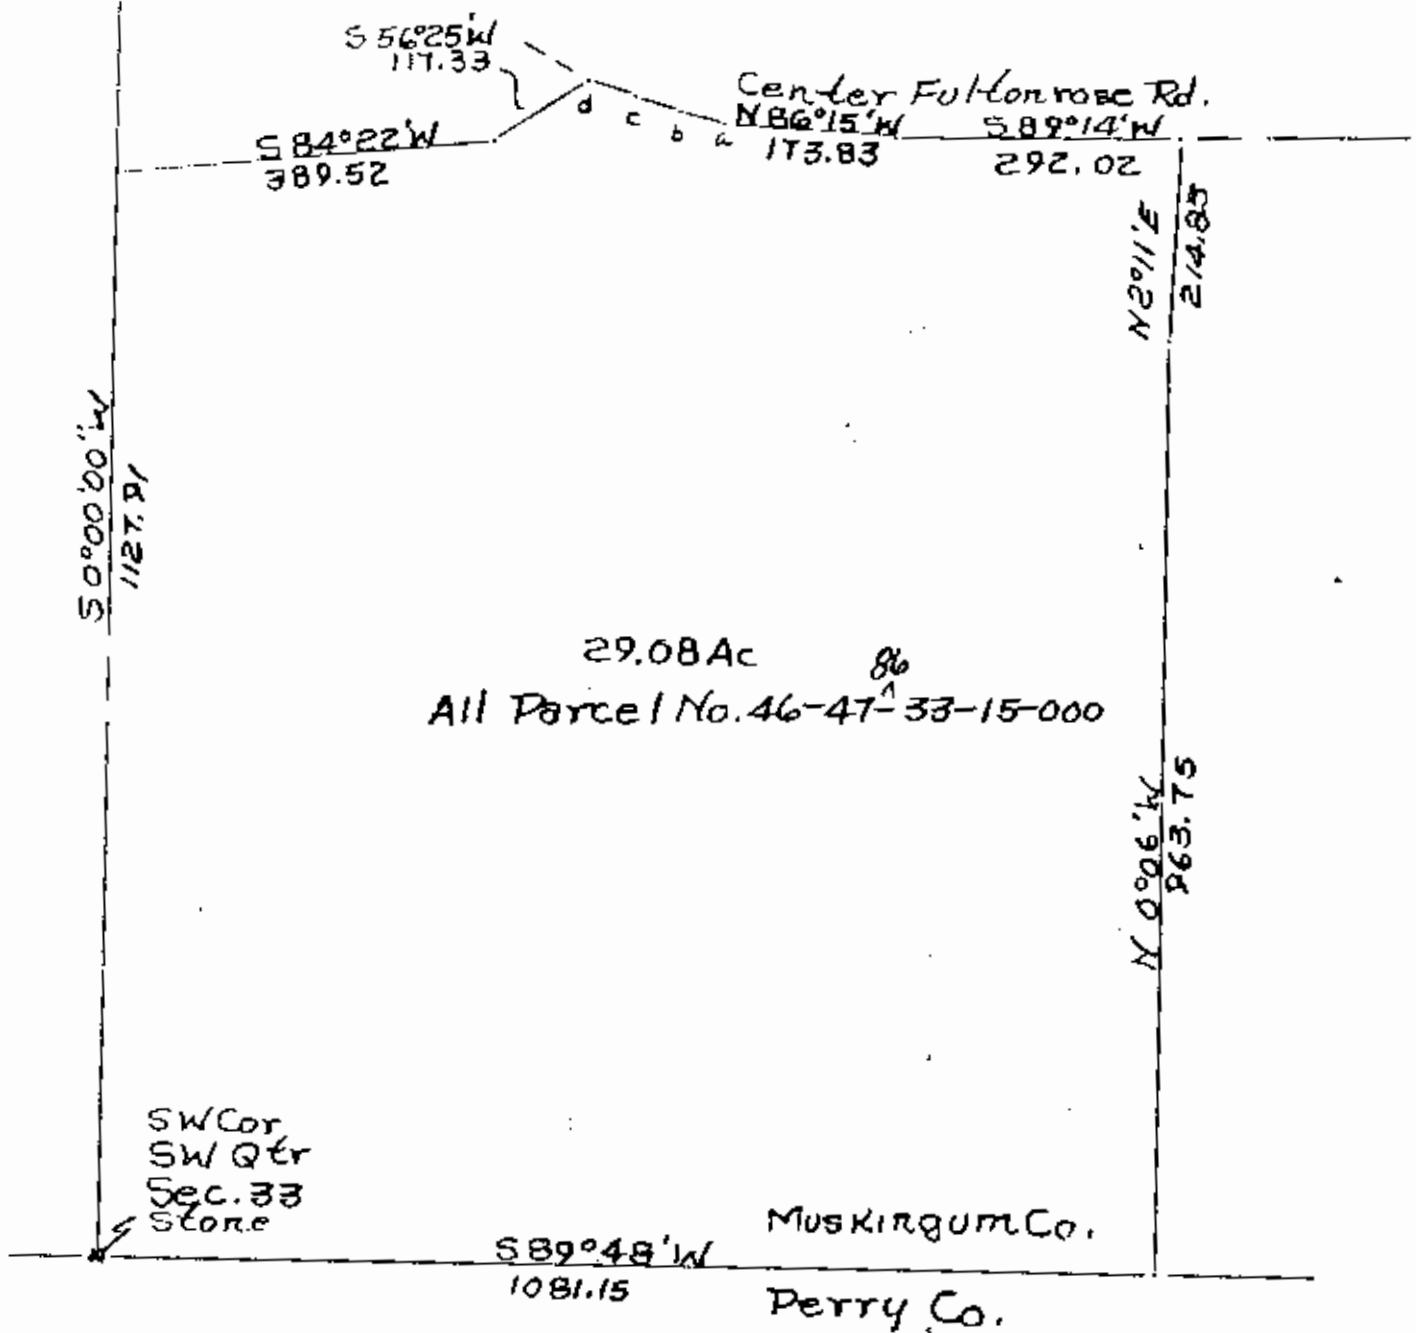 S 56°25'W
117.33
Center Fultonrose Rd.
d
c
b
a
N 86°15'W
173.83
S 89°14'W
292.02
S 84°22'W
389.52
N 2°11'E
214.85
S 0°00'00"W
1127.91
29.08 Ac
86
^
All Parcel No. 46-47-33-15-000
N 0°06'W
963.75
SW Cor
SW Qtr
Sec. 33
Stone
Muskingum Co.
S 89°48'W
1081.15
Perry Co.